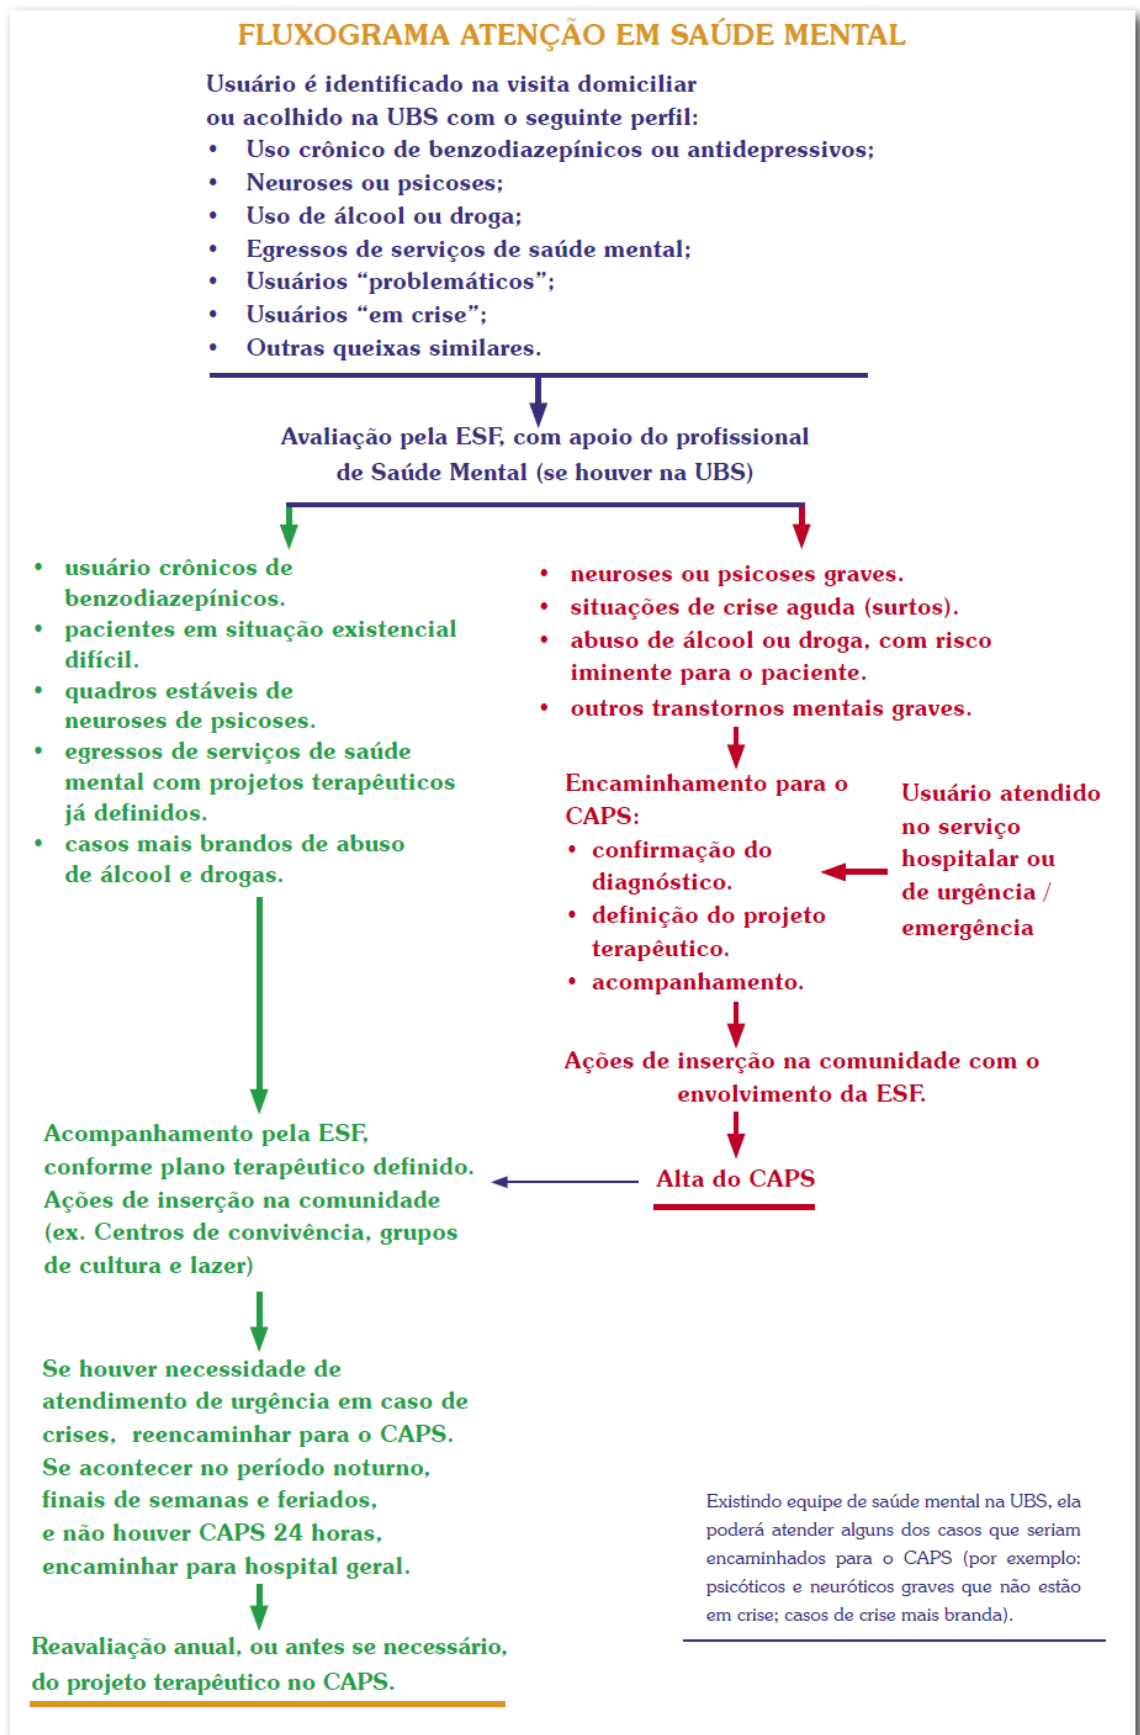 FLUXOGRAMA ATENÇÃO EM SAÚDE MENTAL
Usuário é identificado na visita domiciliar
ou acolhido na UBS com o seguinte perfil:
• Uso crônico de benzodiazepínicos ou antidepressivos;
• Neuroses ou psicoses;
• Uso de álcool ou droga;
• Egressos de serviços de saúde mental;
• Usuários “problemáticos”;
• Usuários “em crise”;
• Outras queixas similares.
Avaliação pela ESF, com apoio do profissional
de Saúde Mental (se houver na UBS)
• usuário crônicos de
benzodiazepínicos.
• pacientes em situação existencial
difícil.
• quadros estáveis de
neuroses de psicoses.
• egressos de serviços de saúde
mental com projetos terapêuticos
já definidos.
• casos mais brandos de abuso
de álcool e drogas.
• neuroses ou psicoses graves.
• situações de crise aguda (surtos).
• abuso de álcool ou droga, com risco
iminente para o paciente.
• outros transtornos mentais graves.
Encaminhamento para o
CAPS:
• confirmação do
diagnóstico.
• definição do projeto
terapêutico.
• acompanhamento.
Usuário atendido
no serviço
hospitalar ou
de urgência /
emergência
Ações de inserção na comunidade com o
envolvimento da ESF.
Alta do CAPS
Acompanhamento pela ESF,
conforme plano terapêutico definido.
Ações de inserção na comunidade
(ex. Centros de convivência, grupos
de cultura e lazer)
Se houver necessidade de
atendimento de urgência em caso de
crises, reencaminhar para o CAPS.
Se acontecer no período noturno,
finais de semanas e feriados,
e não houver CAPS 24 horas,
encaminhar para hospital geral.
Reavaliação anual, ou antes se necessário,
do projeto terapêutico no CAPS.
Existindo equipe de saúde mental na UBS, ela
poderá atender alguns dos casos que seriam
encaminhados para o CAPS (por exemplo:
psicóticos e neuróticos graves que não estão
em crise; casos de crise mais branda).